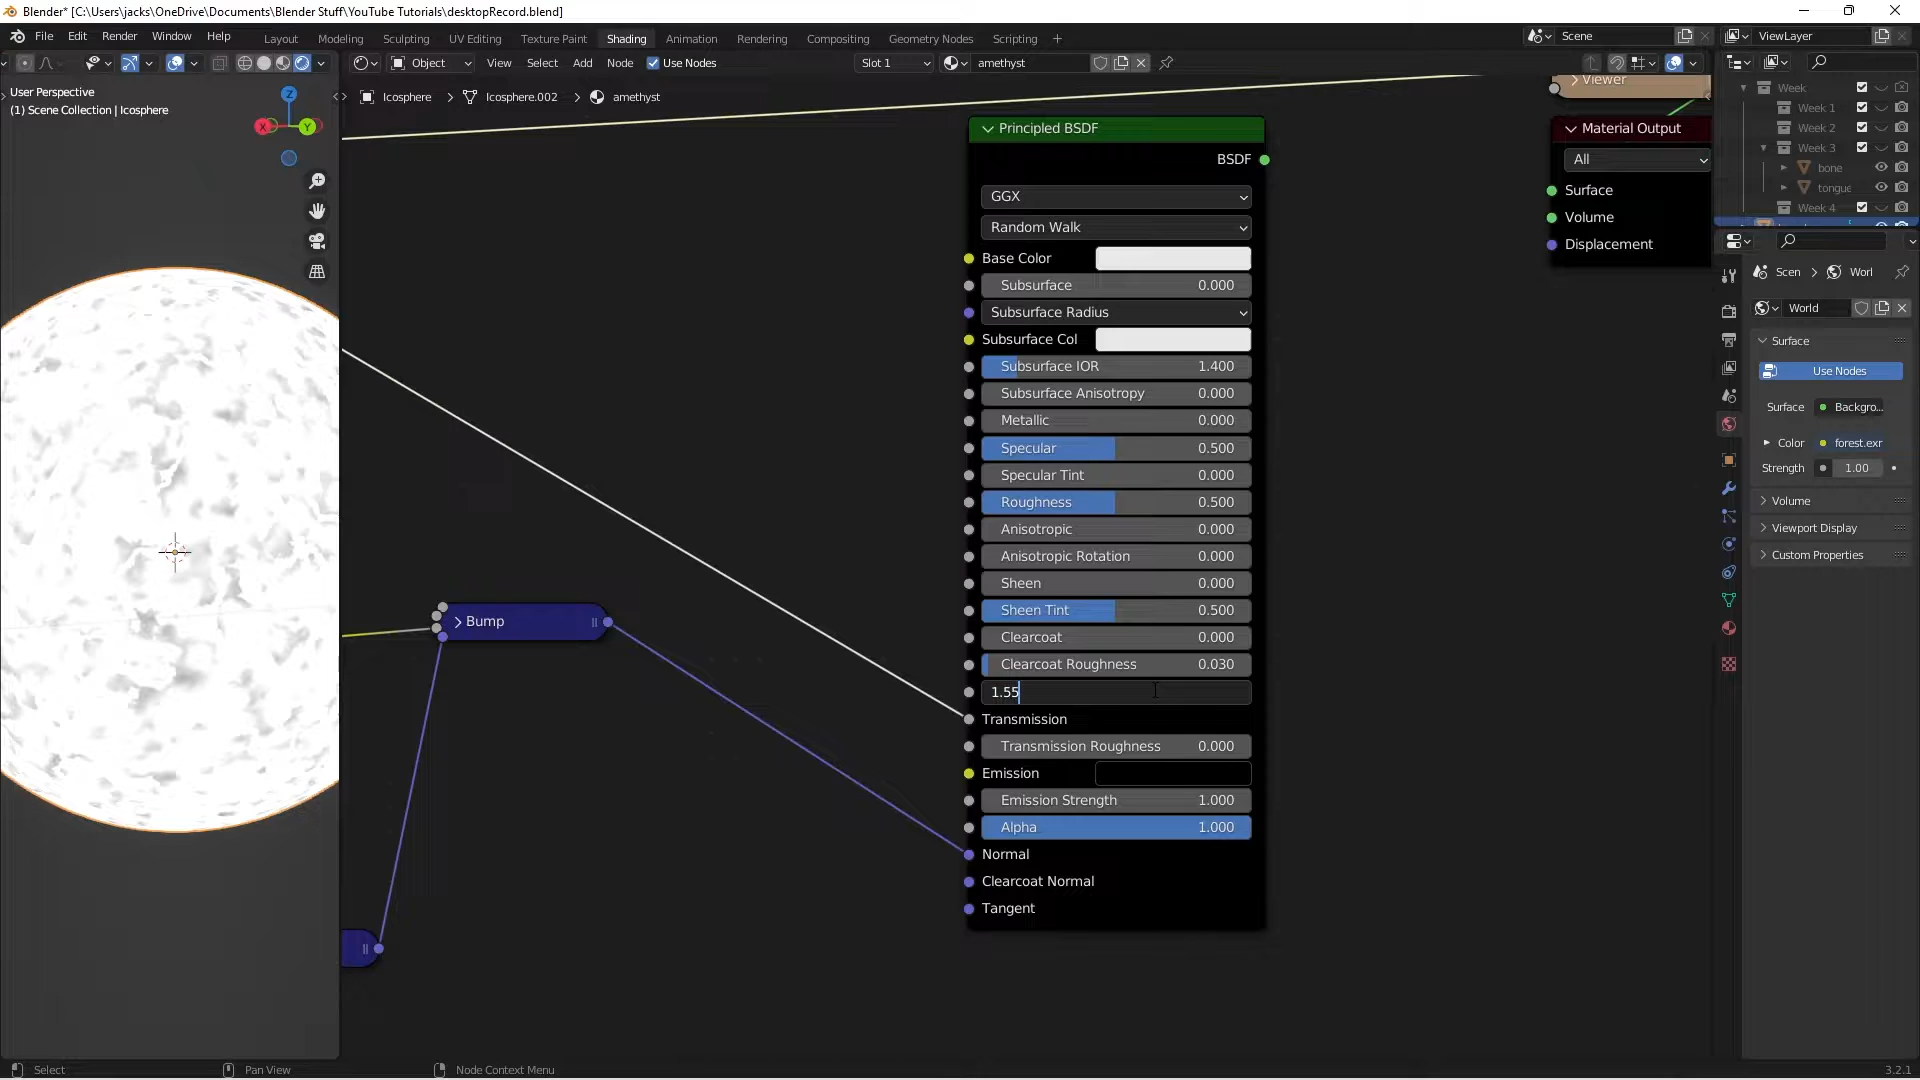 Blender* [C:\Users\jacks\OneDrive\Documents\Blender Stuff\YouTube Tutorials\desktopRecord.blend]
File Edit Render Window Help Layout Modeling Sculpting UV Editing Texture Paint Shading Animation Rendering Compositing Geometry Nodes Scripting + Scene ViewLayer
Object View Select Add Node Use Nodes Slot 1 amethyst
User Perspective
(1) Scene Collection | Icosphere
Icosphere > Icosphere.002 > amethyst
Z
X
Y
Viewer
Material Output
All
Surface
Volume
Displacement
Principled BSDF
BSDF
GGX
Random Walk
Base Color
Subsurface 0.000
Subsurface Radius
Subsurface Col
Subsurface IOR 1.400
Subsurface Anisotropy 0.000
Metallic 0.000
Specular 0.500
Specular Tint 0.000
Roughness 0.500
Anisotropic 0.000
Anisotropic Rotation 0.000
Sheen 0.000
Sheen Tint 0.500
Clearcoat 0.000
Clearcoat Roughness 0.030
1.55
Transmission
Transmission Roughness 0.000
Emission
Emission Strength 1.000
Alpha 1.000
Normal
Clearcoat Normal
Tangent
Bump
Week
Week 1
Week 2
Week 3
bone
tongue
Week 4
Scen > Worl
World
Surface
Use Nodes
Surface Backgro...
Color forest.exr
Strength 1.00
Volume
Viewport Display
Custom Properties
Select Pan View Node Context Menu 3.2.1